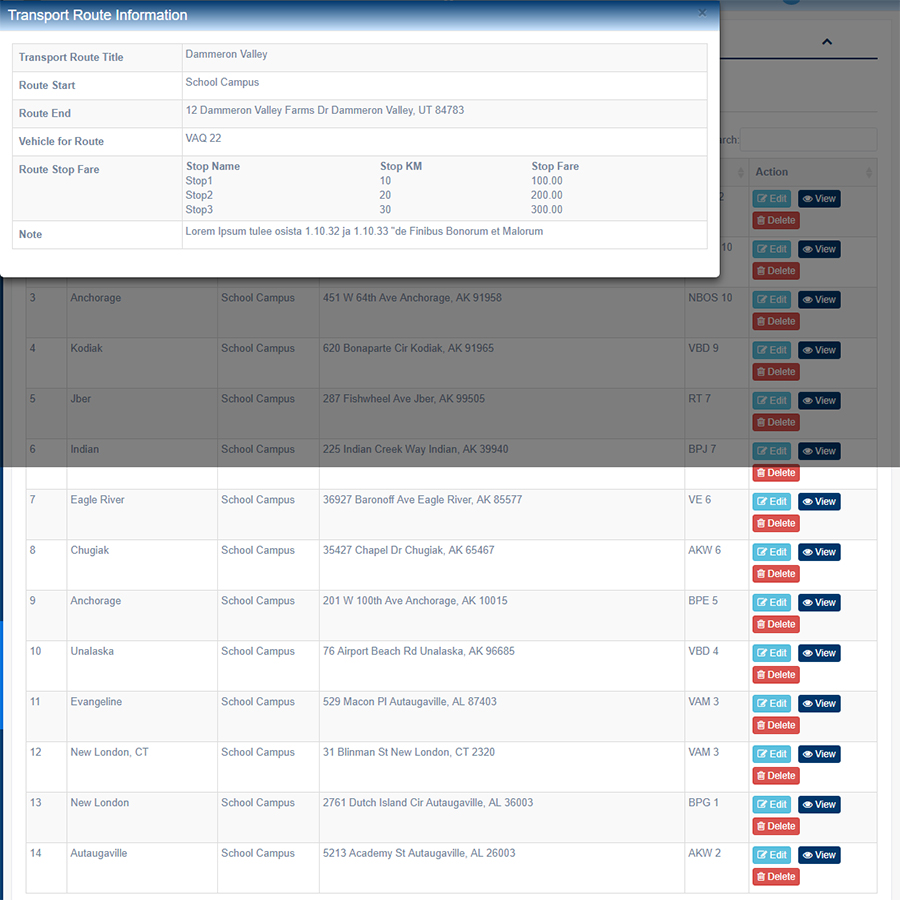 Transport Route Information ×
Transport Route Title Dammeron Valley
Route Start School Campus
Route End 12 Dammeron Valley Farms Dr Dammeron Valley, UT 84783
Vehicle for Route VAQ 22
Route Stop Fare Stop Name Stop KM Stop Fare
Stop1 10 100.00
Stop2 20 200.00
Stop3 30 300.00
Note Lorem Ipsum tulee osista 1.10.32 ja 1.10.33 "de Finibus Bonorum et Malorum
Action
2 Edit View
Delete
10 Edit View
Delete
3 Anchorage School Campus 451 W 64th Ave Anchorage, AK 91958 NBOS 10 Edit View
Delete
4 Kodiak School Campus 620 Bonaparte Cir Kodiak, AK 91965 VBD 9 Edit View
Delete
5 Jber School Campus 287 Fishwheel Ave Jber, AK 99505 RT 7 Edit View
Delete
6 Indian School Campus 225 Indian Creek Way Indian, AK 39940 BPJ 7 Edit View
Delete
7 Eagle River School Campus 36927 Baronoff Ave Eagle River, AK 85577 VE 6 Edit View
Delete
8 Chugiak School Campus 35427 Chapel Dr Chugiak, AK 65467 AKW 6 Edit View
Delete
9 Anchorage School Campus 201 W 100th Ave Anchorage, AK 10015 BPE 5 Edit View
Delete
10 Unalaska School Campus 76 Airport Beach Rd Unalaska, AK 96685 VBD 4 Edit View
Delete
11 Evangeline School Campus 529 Macon Pl Autaugaville, AL 87403 VAM 3 Edit View
Delete
12 New London, CT School Campus 31 Blinman St New London, CT 2320 VAM 3 Edit View
Delete
13 New London School Campus 2761 Dutch Island Cir Autaugaville, AL 36003 BPG 1 Edit View
Delete
14 Autaugaville School Campus 5213 Academy St Autaugaville, AL 26003 AKW 2 Edit View
Delete